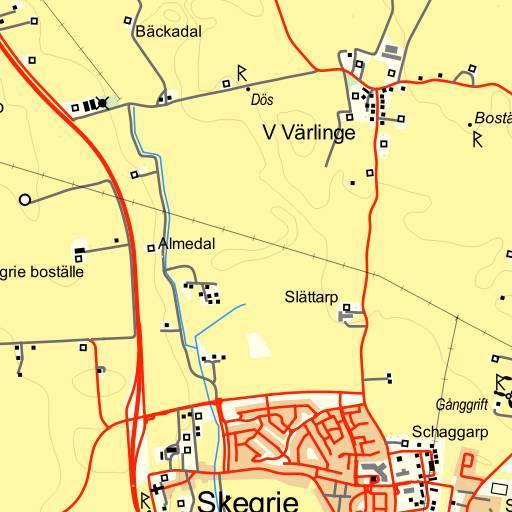 Bäckadal
Dös
V Värlinge
Bostä
Almedal
grie boställe
Slättarp
Gånggrift
Schaggarp
Skegrie
S